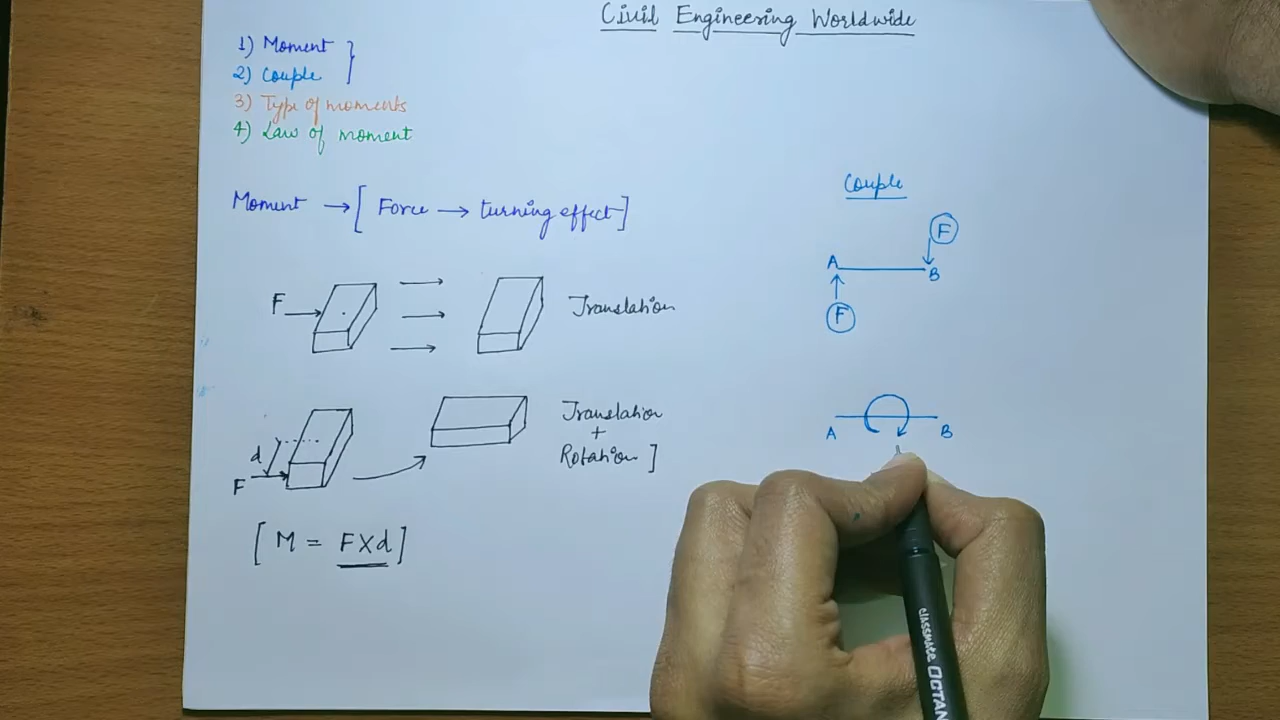 Civil Engineering Worldwide
1) Moment
2) Couple
3) Type of moments
4) Law of moment
Moment → [ Force → turning effect ]
F
Translation
d
F
Translation
+
Rotation ]
[ M = F X d ]
Couple
F
A
B
F
A
B
classmate OCTAN